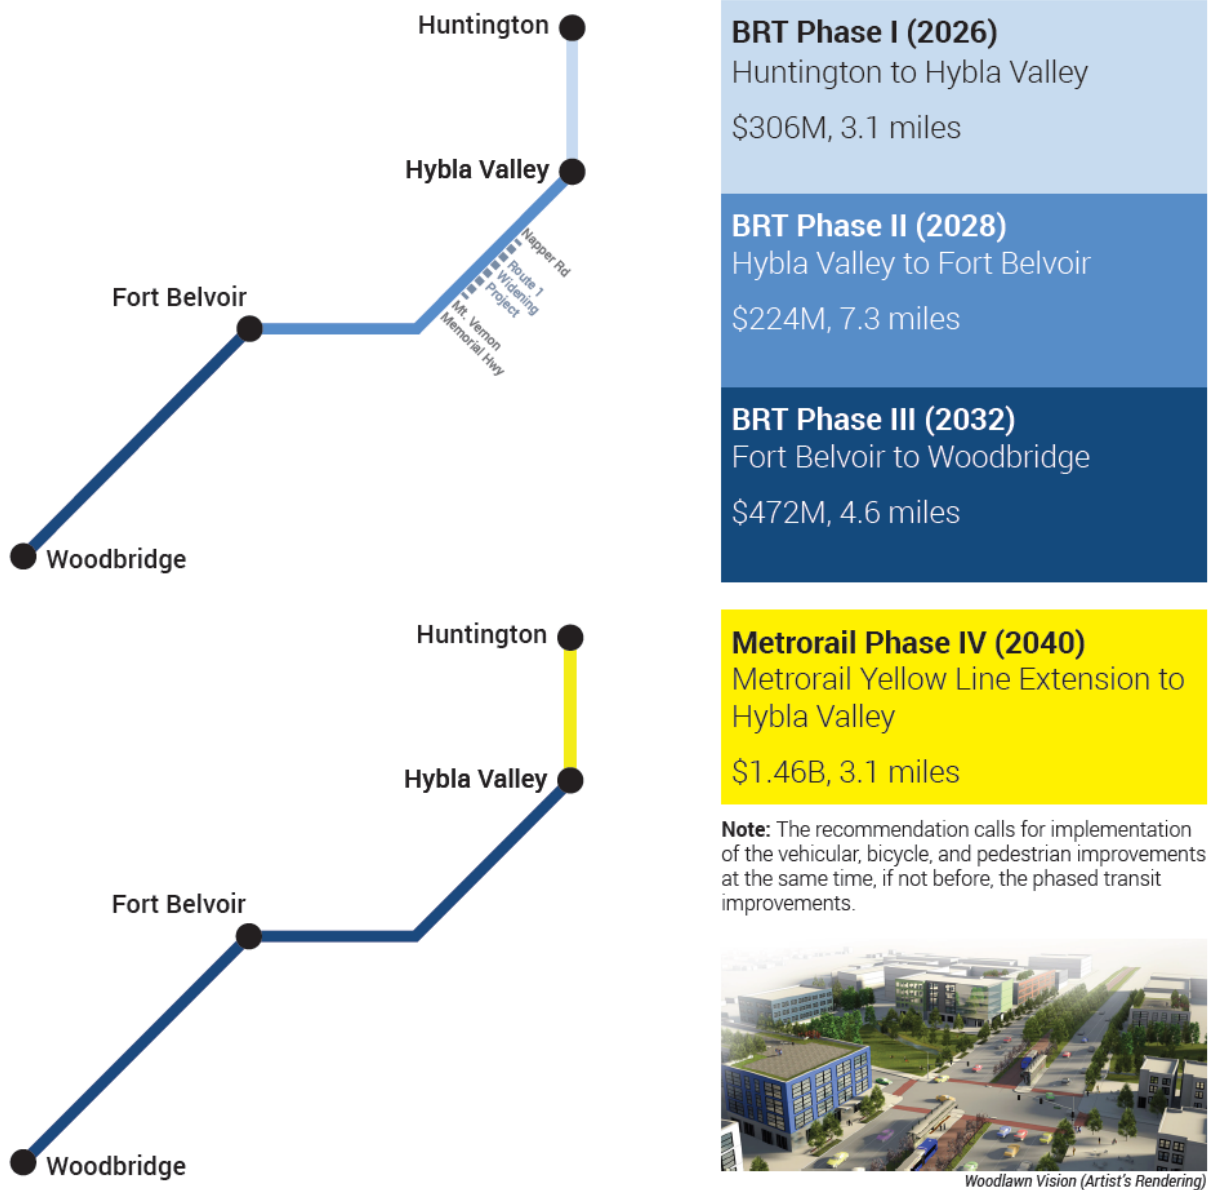 Huntington
Hybla Valley
Napper Rd
Route 1
Widening
Project
Mt. Vernon
Memorial Hwy
Fort Belvoir
Woodbridge
BRT Phase I (2026)
Huntington to Hybla Valley
$306M, 3.1 miles
BRT Phase II (2028)
Hybla Valley to Fort Belvoir
$224M, 7.3 miles
BRT Phase III (2032)
Fort Belvoir to Woodbridge
$472M, 4.6 miles
Huntington
Hybla Valley
Fort Belvoir
Woodbridge
Metrorail Phase IV (2040)
Metrorail Yellow Line Extension to
Hybla Valley
$1.46B, 3.1 miles
Note: The recommendation calls for implementation
of the vehicular, bicycle, and pedestrian improvements
at the same time, if not before, the phased transit
improvements.
Woodlawn Vision (Artist's Rendering)